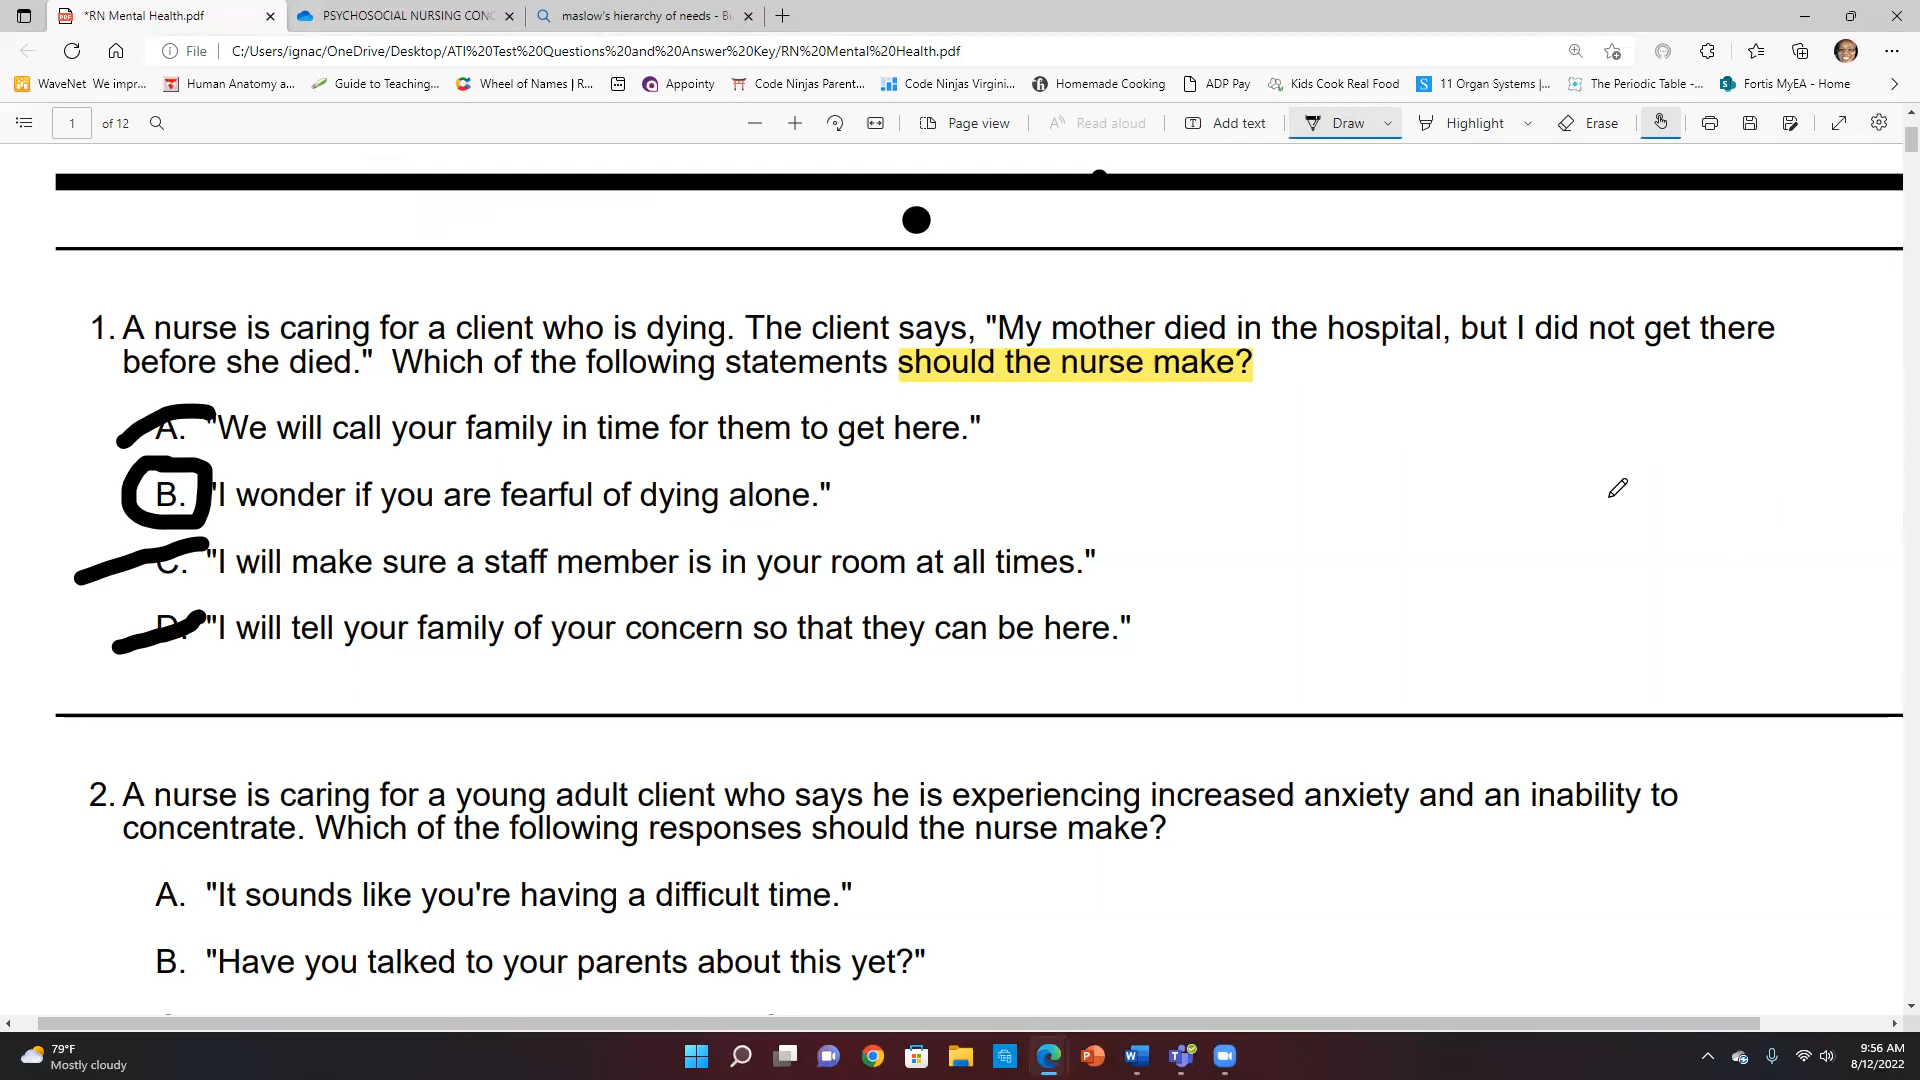 *RN Mental Health.pdf
PSYCHOSOCIAL NURSING CONC
maslow's hierarchy of needs - Bi
File
C:/Users/ignac/OneDrive/Desktop/ATI%20Test%20Questions%20and%20Answer%20Key/RN%20Mental%20Health.pdf
WaveNet We impr...
Human Anatomy a...
Guide to Teaching...
Wheel of Names | R...
Appointy
Code Ninjas Parent...
Code Ninjas Virgini...
Homemade Cooking
ADP Pay
Kids Cook Real Food
11 Organ Systems |...
The Periodic Table -...
Fortis MyEA - Home
1 of 12
Page view
Read aloud
Add text
Draw
Highlight
Erase
1. A nurse is caring for a client who is dying. The client says, "My mother died in the hospital, but I did not get there
before she died." Which of the following statements should the nurse make?
A. "We will call your family in time for them to get here."
B. "I wonder if you are fearful of dying alone."
C. "I will make sure a staff member is in your room at all times."
D. "I will tell your family of your concern so that they can be here."
2. A nurse is caring for a young adult client who says he is experiencing increased anxiety and an inability to
concentrate. Which of the following responses should the nurse make?
A. "It sounds like you're having a difficult time."
B. "Have you talked to your parents about this yet?"
79°F
Mostly cloudy
9:56 AM
8/12/2022